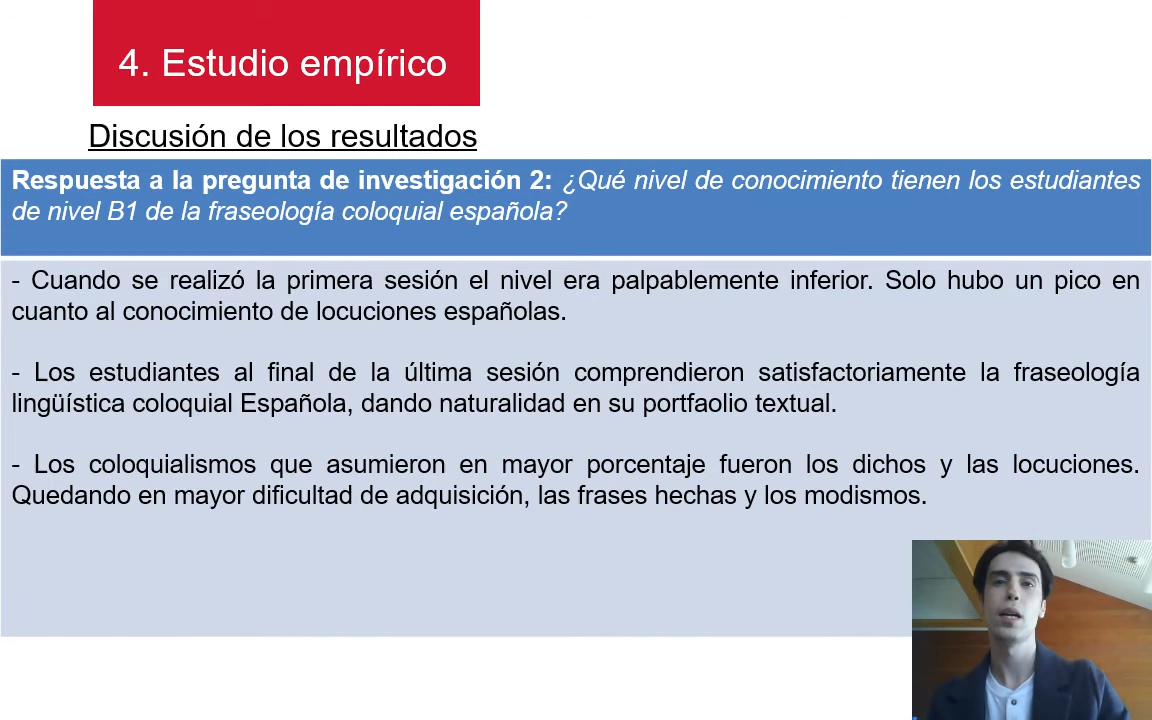 4. Estudio empírico
Discusión de los resultados
Respuesta a la pregunta de investigación 2: ¿Qué nivel de conocimiento tienen los estudiantes
de nivel B1 de la fraseología coloquial española?
- Cuando se realizó la primera sesión el nivel era palpablemente inferior. Solo hubo un pico en
cuanto al conocimiento de locuciones españolas.
- Los estudiantes al final de la última sesión comprendieron satisfactoriamente la fraseología
lingüística coloquial Española, dando naturalidad en su portfaolio textual.
- Los coloquialismos que asumieron en mayor porcentaje fueron los dichos y las locuciones.
Quedando en mayor dificultad de adquisición, las frases hechas y los modismos.